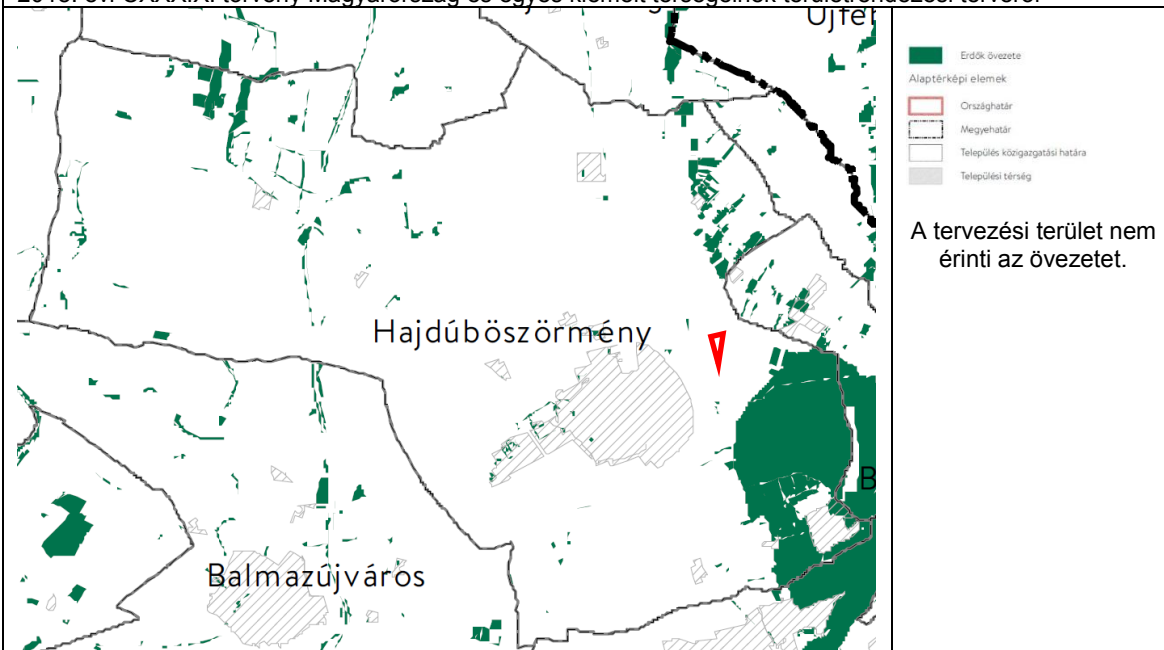 Újfeh
Hajdúböszörmény
B
Balmazújváros
Erdők övezete
Alaptérképi elemek
Országhatár
Megyehatár
Település közigazgatási határa
Települési térség
A tervezési terület nem
érinti az övezetet.